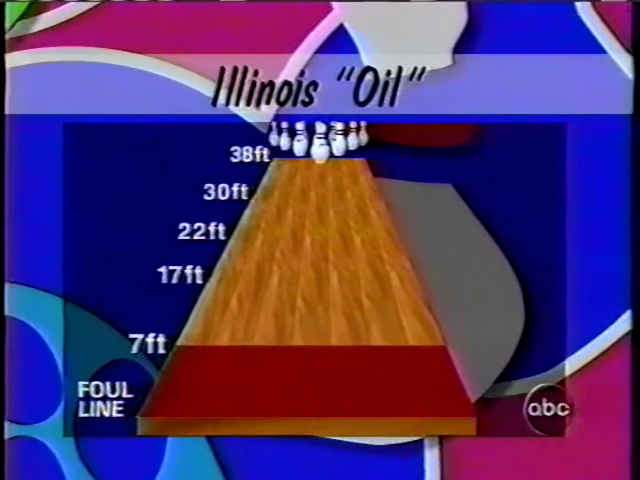 Illinois "Oil"
38ft
30ft
22ft
17ft
7ft
FOUL
LINE
abc